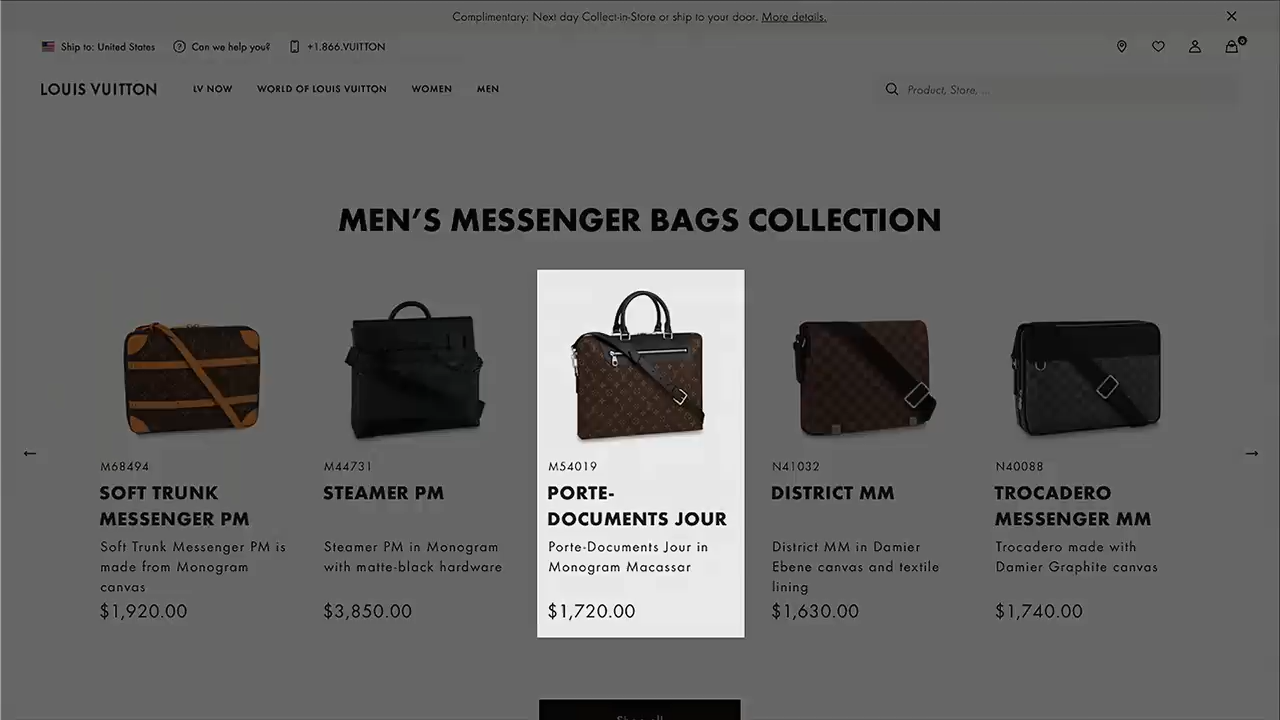 Complimentary: Next day Collect-in-Store or ship to your door. More details.
Ship to: United States Can we help you? +1.866.VUITTON
LOUIS VUITTON LV NOW WORLD OF LOUIS VUITTON WOMEN MEN Product, Store, ...
MEN'S MESSENGER BAGS COLLECTION
M68494
SOFT TRUNK
MESSENGER PM
Soft Trunk Messenger PM is
made from Monogram
canvas
$1,920.00
M44731
STEAMER PM
Steamer PM in Monogram
with matte-black hardware
$3,850.00
M54019
PORTE-
DOCUMENTS JOUR
Porte-Documents Jour in
Monogram Macassar
$1,720.00
N41032
DISTRICT MM
District MM in Damier
Ebene canvas and textile
lining
$1,630.00
N40088
TROCADERO
MESSENGER MM
Trocadero made with
Damier Graphite canvas
$1,740.00